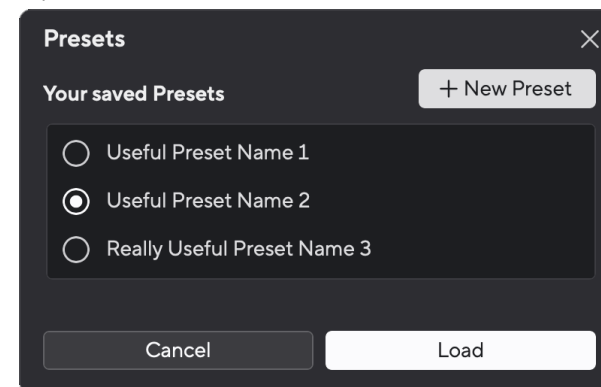 Presets
Your saved Presets
+ New Preset
Useful Preset Name 1
Useful Preset Name 2
Really Useful Preset Name 3
Cancel
Load